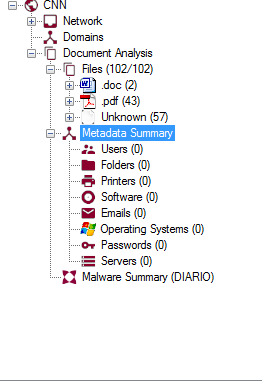 CNN
Network
Domains
Document Analysis
Files (102/102)
.doc (2)
.pdf (43)
Unknown (57)
Metadata Summary
Users (0)
Folders (0)
Printers (0)
Software (0)
Emails (0)
Operating Systems (0)
Passwords (0)
Servers (0)
Malware Summary (DIARIO)